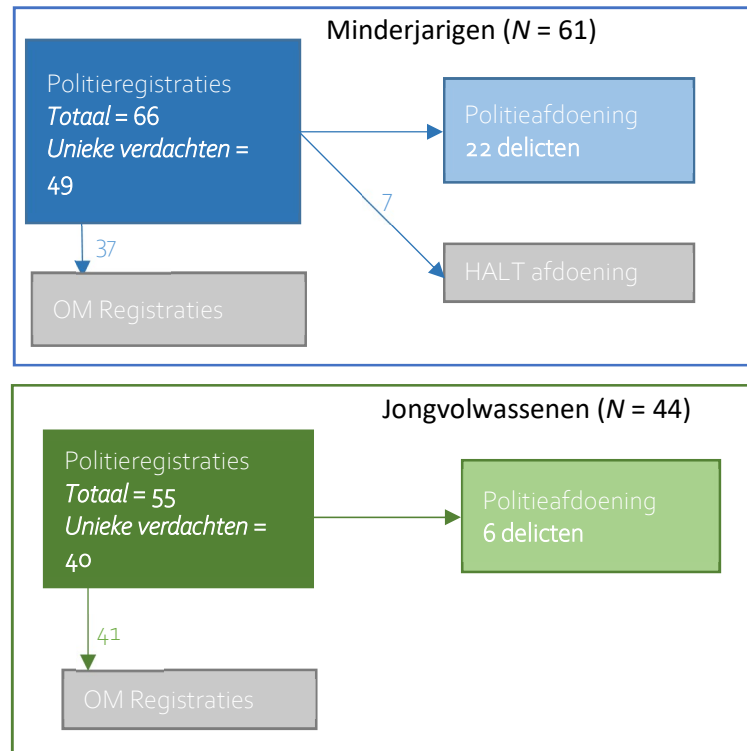 Minderjarigen (N = 61)
Politieregistraties
Totaal = 66
Unieke verdachten =
49
Politieafdoening
22 delicten
7
37
HALT afdoening
OM Registraties
Jongvolwassenen (N = 44)
Politieregistraties
Totaal = 55
Unieke verdachten =
40
Politieafdoening
6 delicten
41
OM Registraties